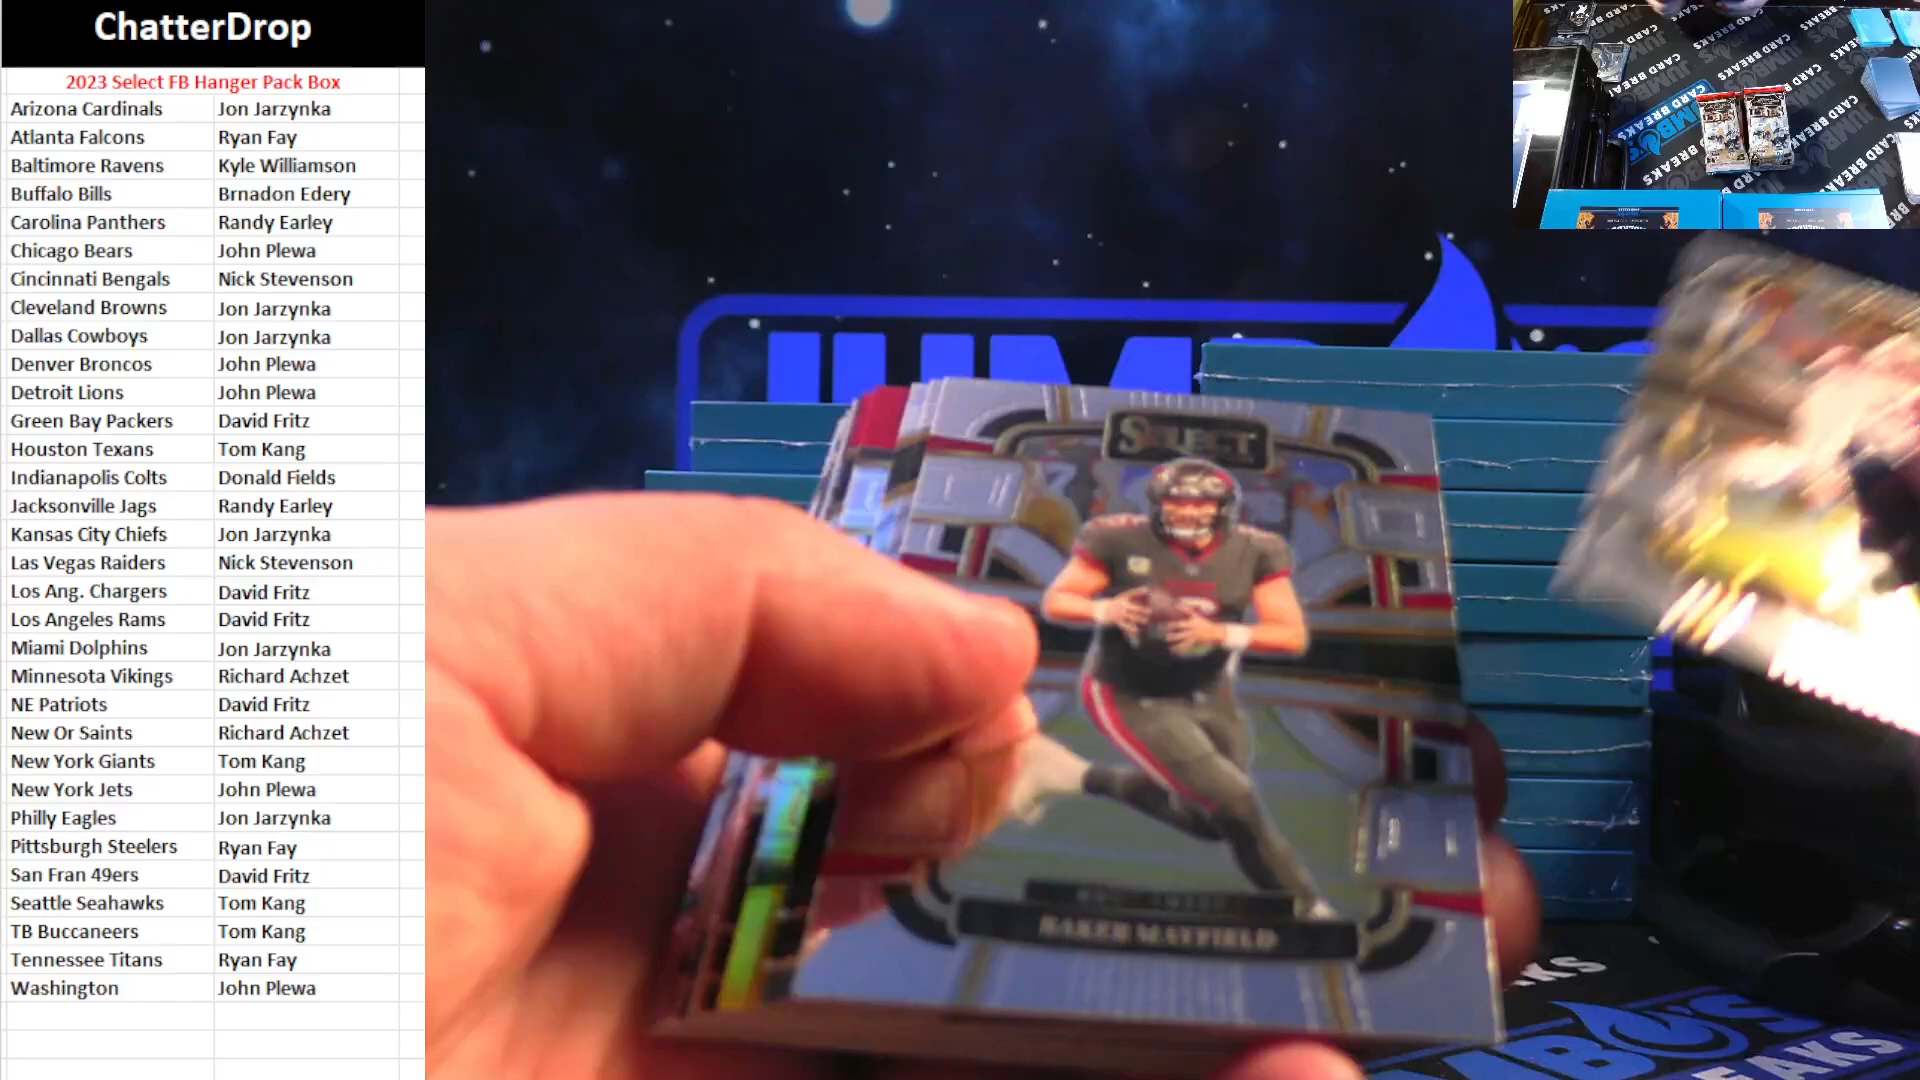 ChatterDrop
2023 Select FB Hanger Pack Box
Arizona Cardinals Jon Jarzynka
Atlanta Falcons Ryan Fay
Baltimore Ravens Kyle Williamson
Buffalo Bills Brnadon Edery
Carolina Panthers Randy Earley
Chicago Bears John Plewa
Cincinnati Bengals Nick Stevenson
Cleveland Browns Jon Jarzynka
Dallas Cowboys Jon Jarzynka
Denver Broncos John Plewa
Detroit Lions John Plewa
Green Bay Packers David Fritz
Houston Texans Tom Kang
Indianapolis Colts Donald Fields
Jacksonville Jags Randy Earley
Kansas City Chiefs Jon Jarzynka
Las Vegas Raiders Nick Stevenson
Los Ang. Chargers David Fritz
Los Angeles Rams David Fritz
Miami Dolphins Jon Jarzynka
Minnesota Vikings Richard Achzet
NE Patriots David Fritz
New Or Saints Richard Achzet
New York Giants Tom Kang
New York Jets John Plewa
Philly Eagles Jon Jarzynka
Pittsburgh Steelers Ryan Fay
San Fran 49ers David Fritz
Seattle Seahawks Tom Kang
TB Buccaneers Tom Kang
Tennessee Titans Ryan Fay
Washington John Plewa
SELECT
BAKER MAYFIELD
CARD BREAKS
JUMBO'S
CARD BREAKS